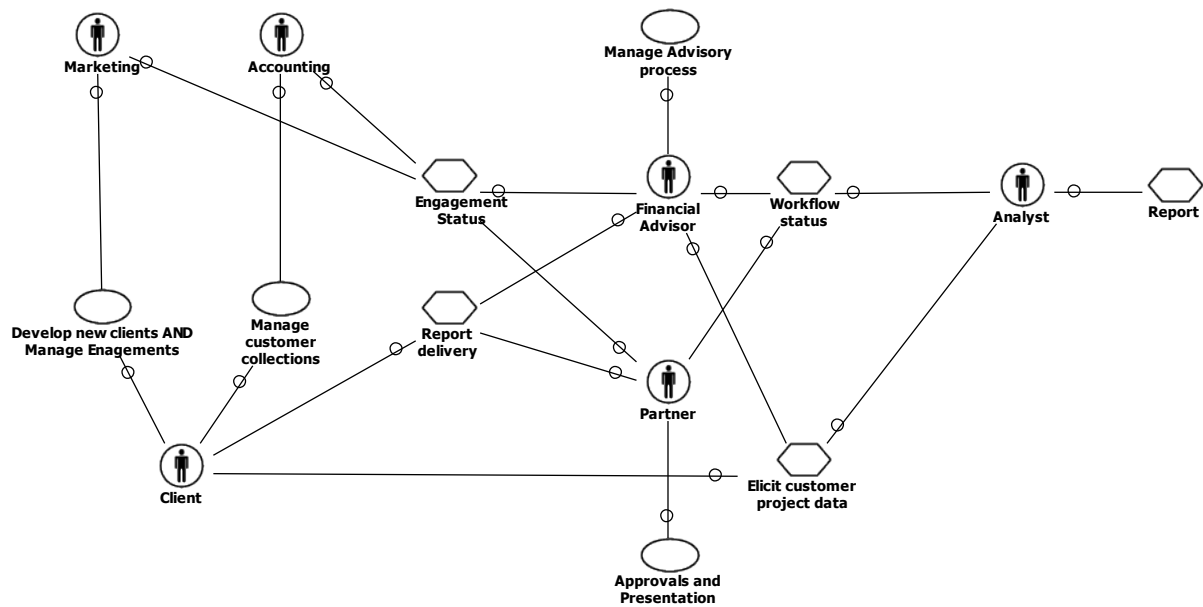 Marketing
Accounting
Manage Advisory
process
Engagement
Status
Financial
Advisor
Workflow
status
Analyst
Report
Develop new clients AND
Manage Enagements
Manage
customer
collections
Report
delivery
Partner
Client
Elicit customer
project data
Approvals and
Presentation